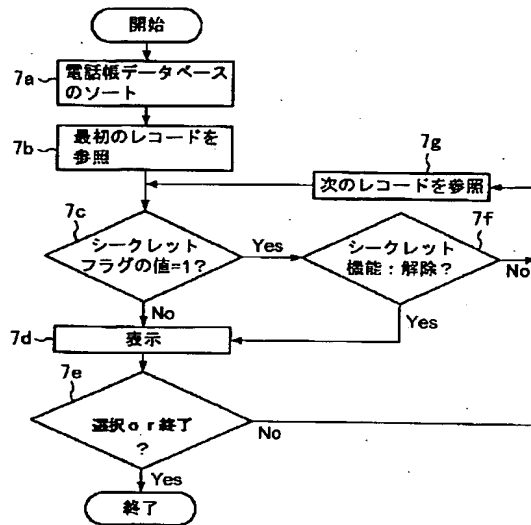 開始
7a
電話帳データベース
のソート
7b
最初のレコードを
参照
7g
次のレコードを参照
7c
シークレット
フラグの値=1?
Yes
No
7f
シークレット
機能:解除?
No
Yes
7d
表示
7e
選択or終了
?
No
Yes
終了